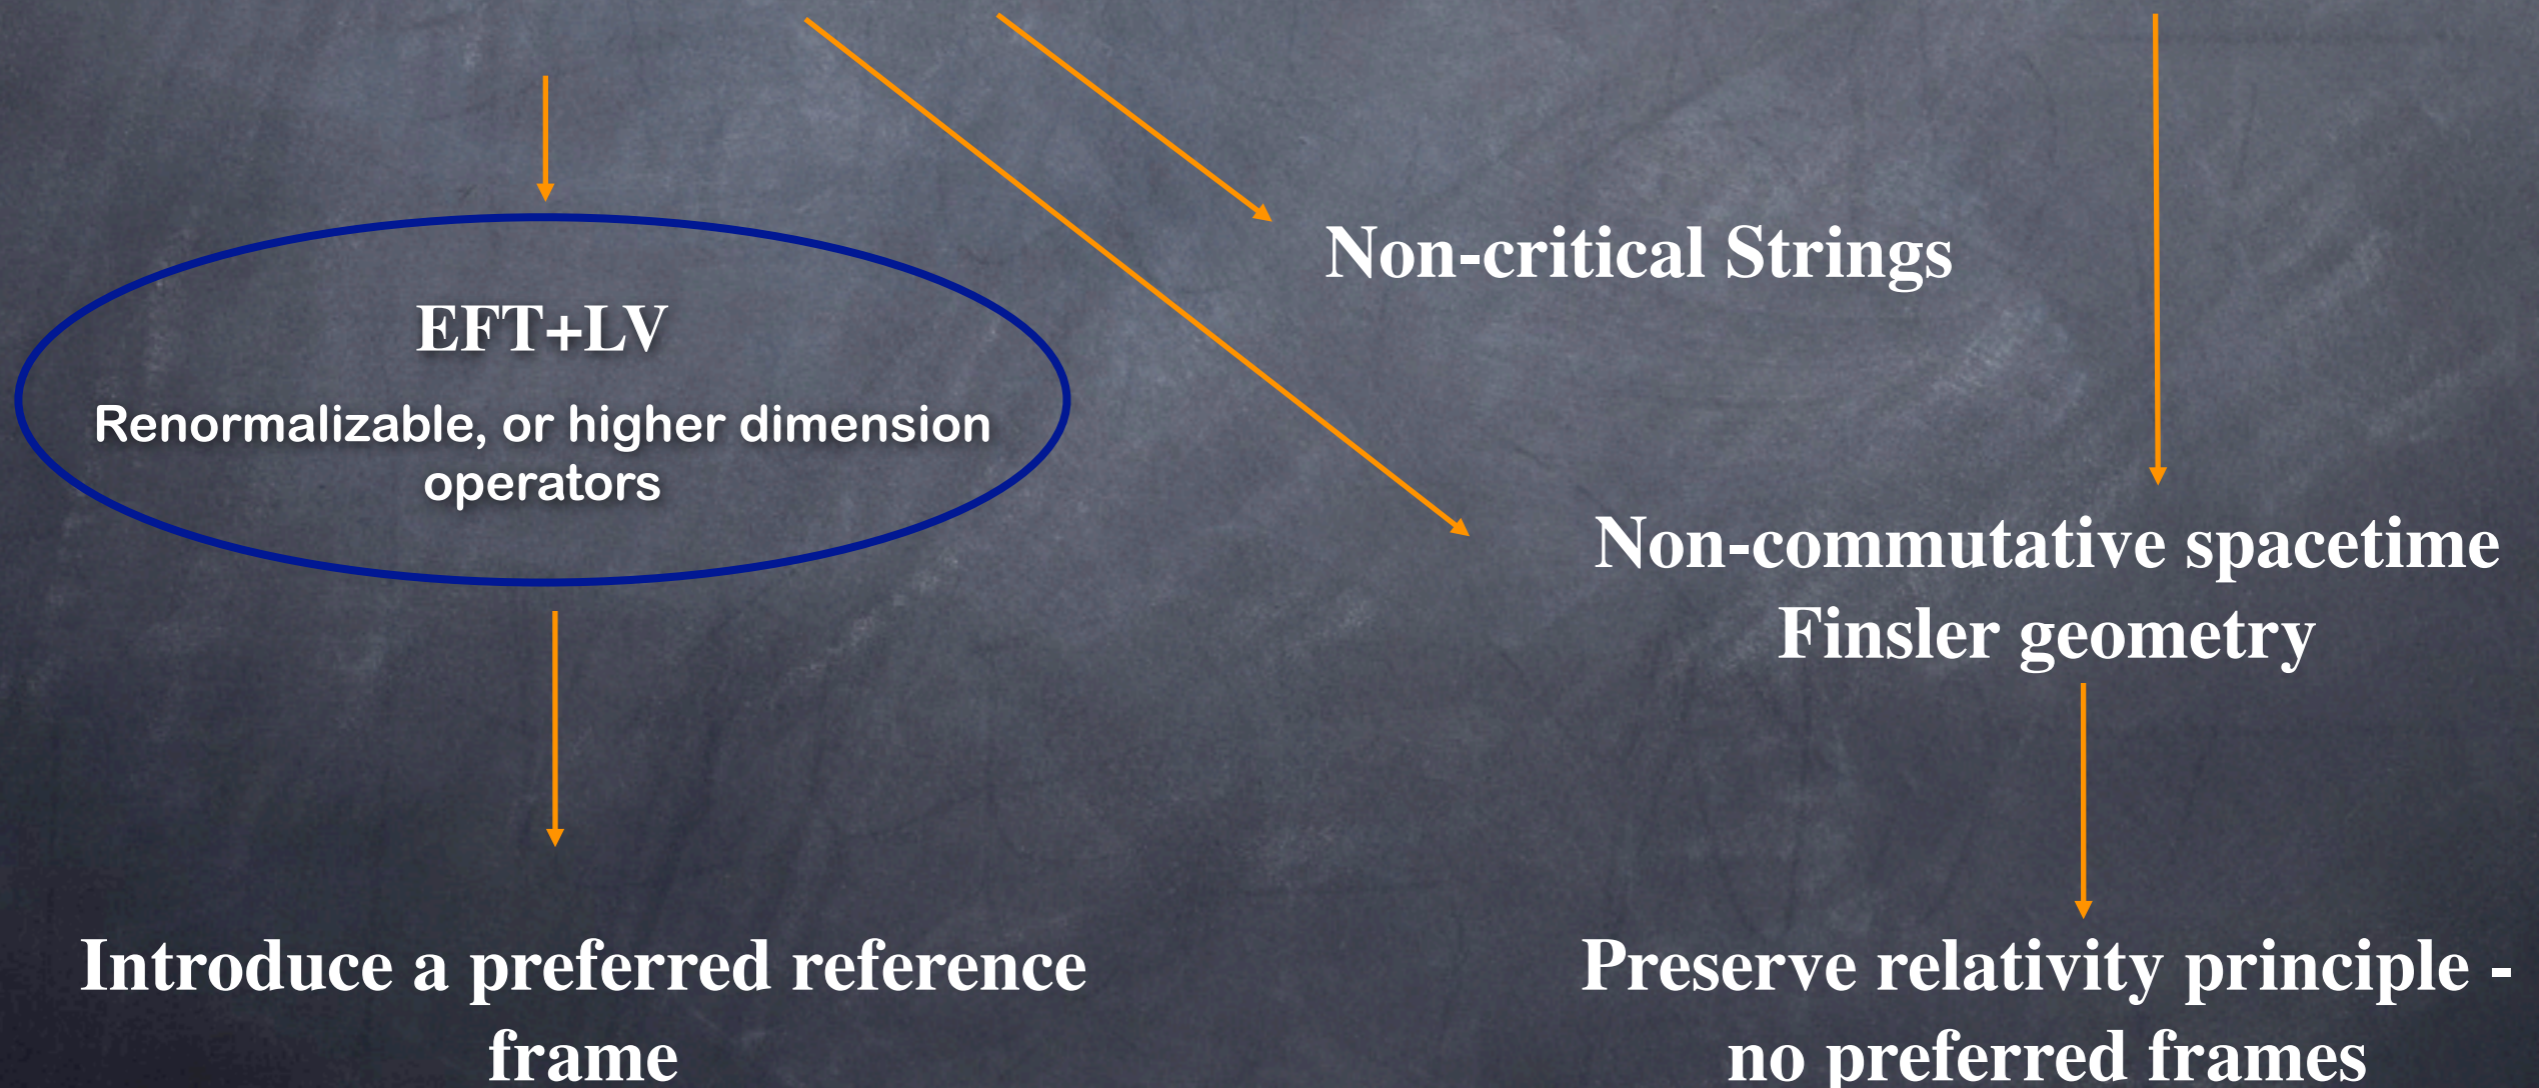 Non-critical Strings
EFT+LV
Renormalizable, or higher dimension
operators
Non-commutative spacetime
Finsler geometry
Introduce a preferred reference
frame
Preserve relativity principle -
no preferred frames